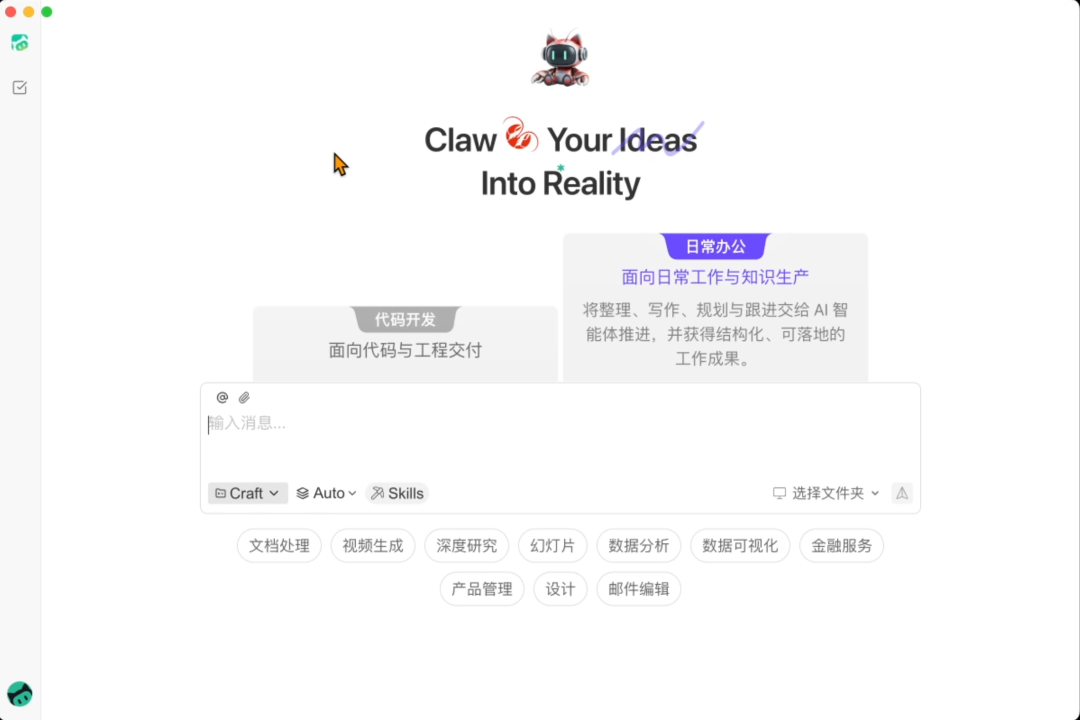 Claw Your Ideas
Into Reality
日常办公
面向日常工作与知识生产
将整理、写作、规划与跟进交给 AI 智
能体推进，并获得结构化、可落地的
工作成果。
代码开发
面向代码与工程交付
@
输入消息...
Craft Auto Skills 选择文件夹
文档处理 视频生成 深度研究 幻灯片 数据分析 数据可视化 金融服务
产品管理 设计 邮件编辑